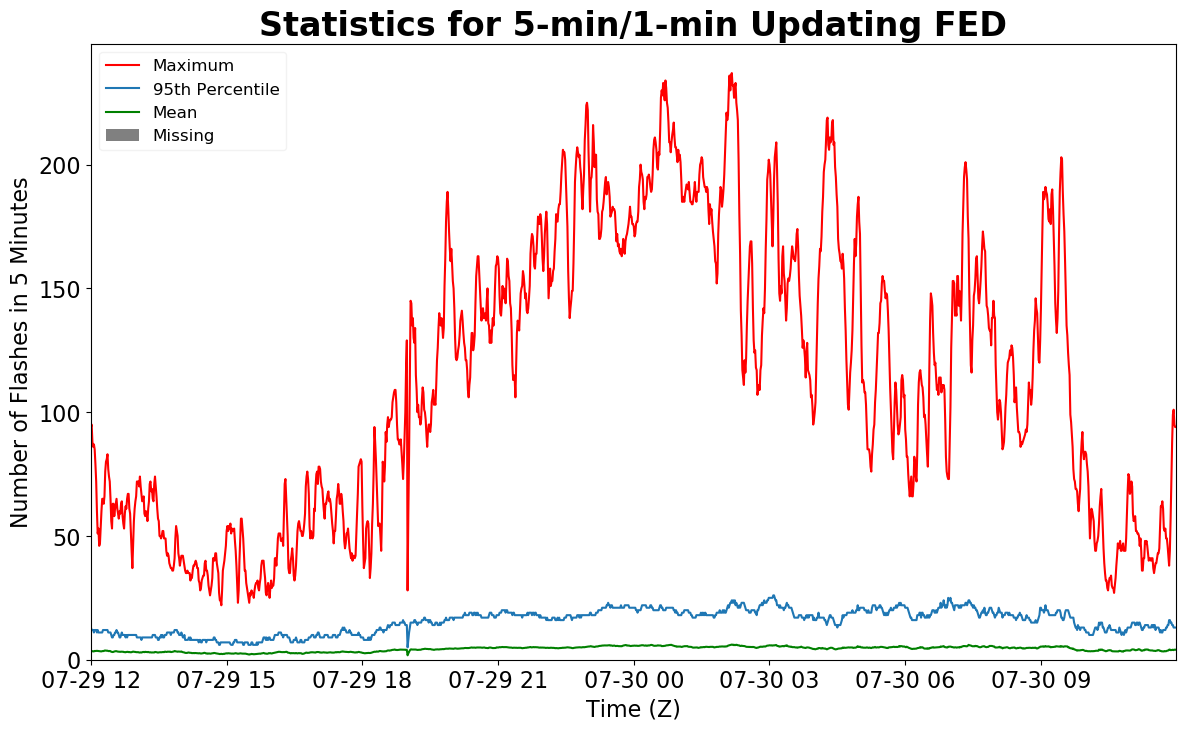 Statistics for 5-min/1-min Updating FED
Maximum
95th Percentile
Mean
Missing
Number of Flashes in 5 Minutes
200
150
100
50
0
07-29 12 07-29 15 07-29 18 07-29 21 07-30 00 07-30 03 07-30 06 07-30 09
Time (Z)